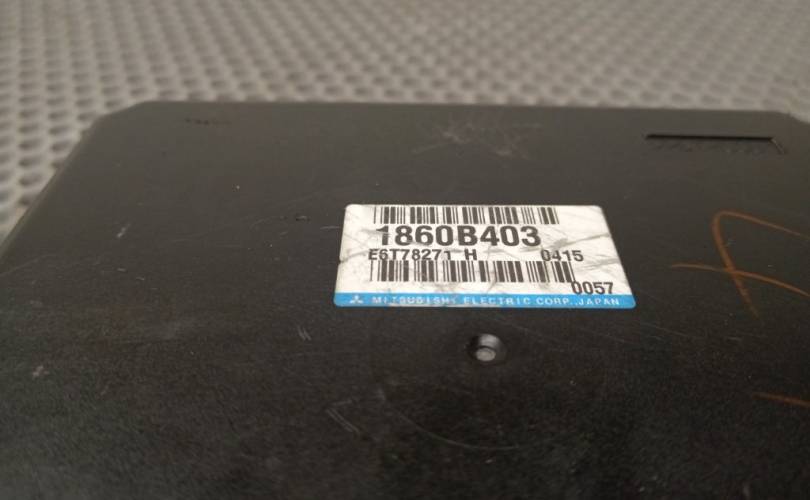 1860B403
E6T78271 H 0415
0057
MITSUBISHI ELECTRIC CORP., JAPAN